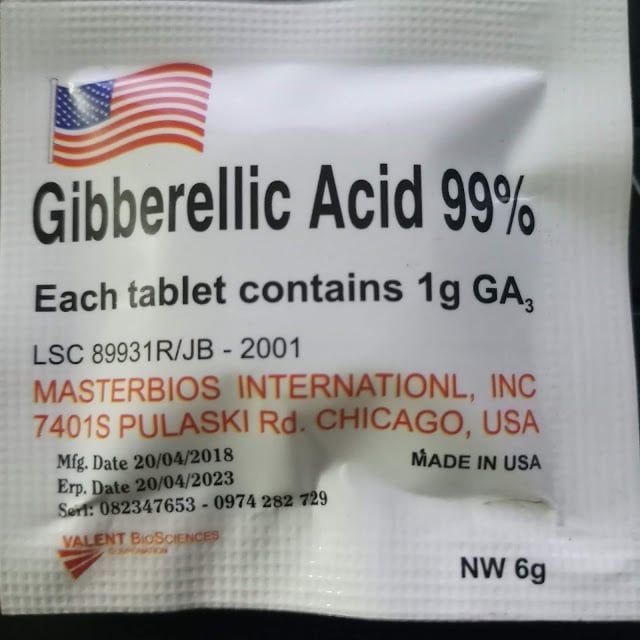 Gibberellic Acid 99%
Each tablet contains 1g GA₃
LSC 89931R/JB - 2001
MASTERBIOS INTERNATIONL, INC
7401S PULASKI Rd. CHICAGO, USA
Mfg. Date 20/04/2018
MADE IN USA
Erp. Date 20/04/2023
Seri: 082347653 - 0974 282 729
VALENT BIOSCIENCES
CORPORATION
NW 6g